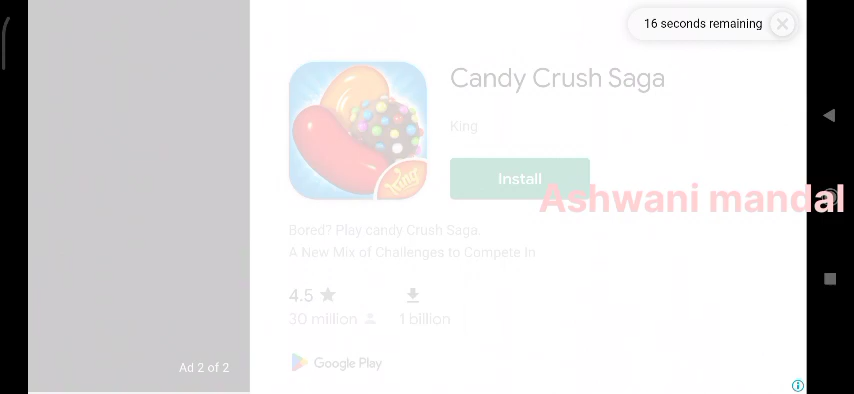 16 seconds remaining
Candy Crush Saga
King
Install
Ashwani mandal
Bored? Play candy Crush Saga.
A New Mix of Challenges to Compete In
4.5
30 million 1 billion
Google Play
Ad 2 of 2
King